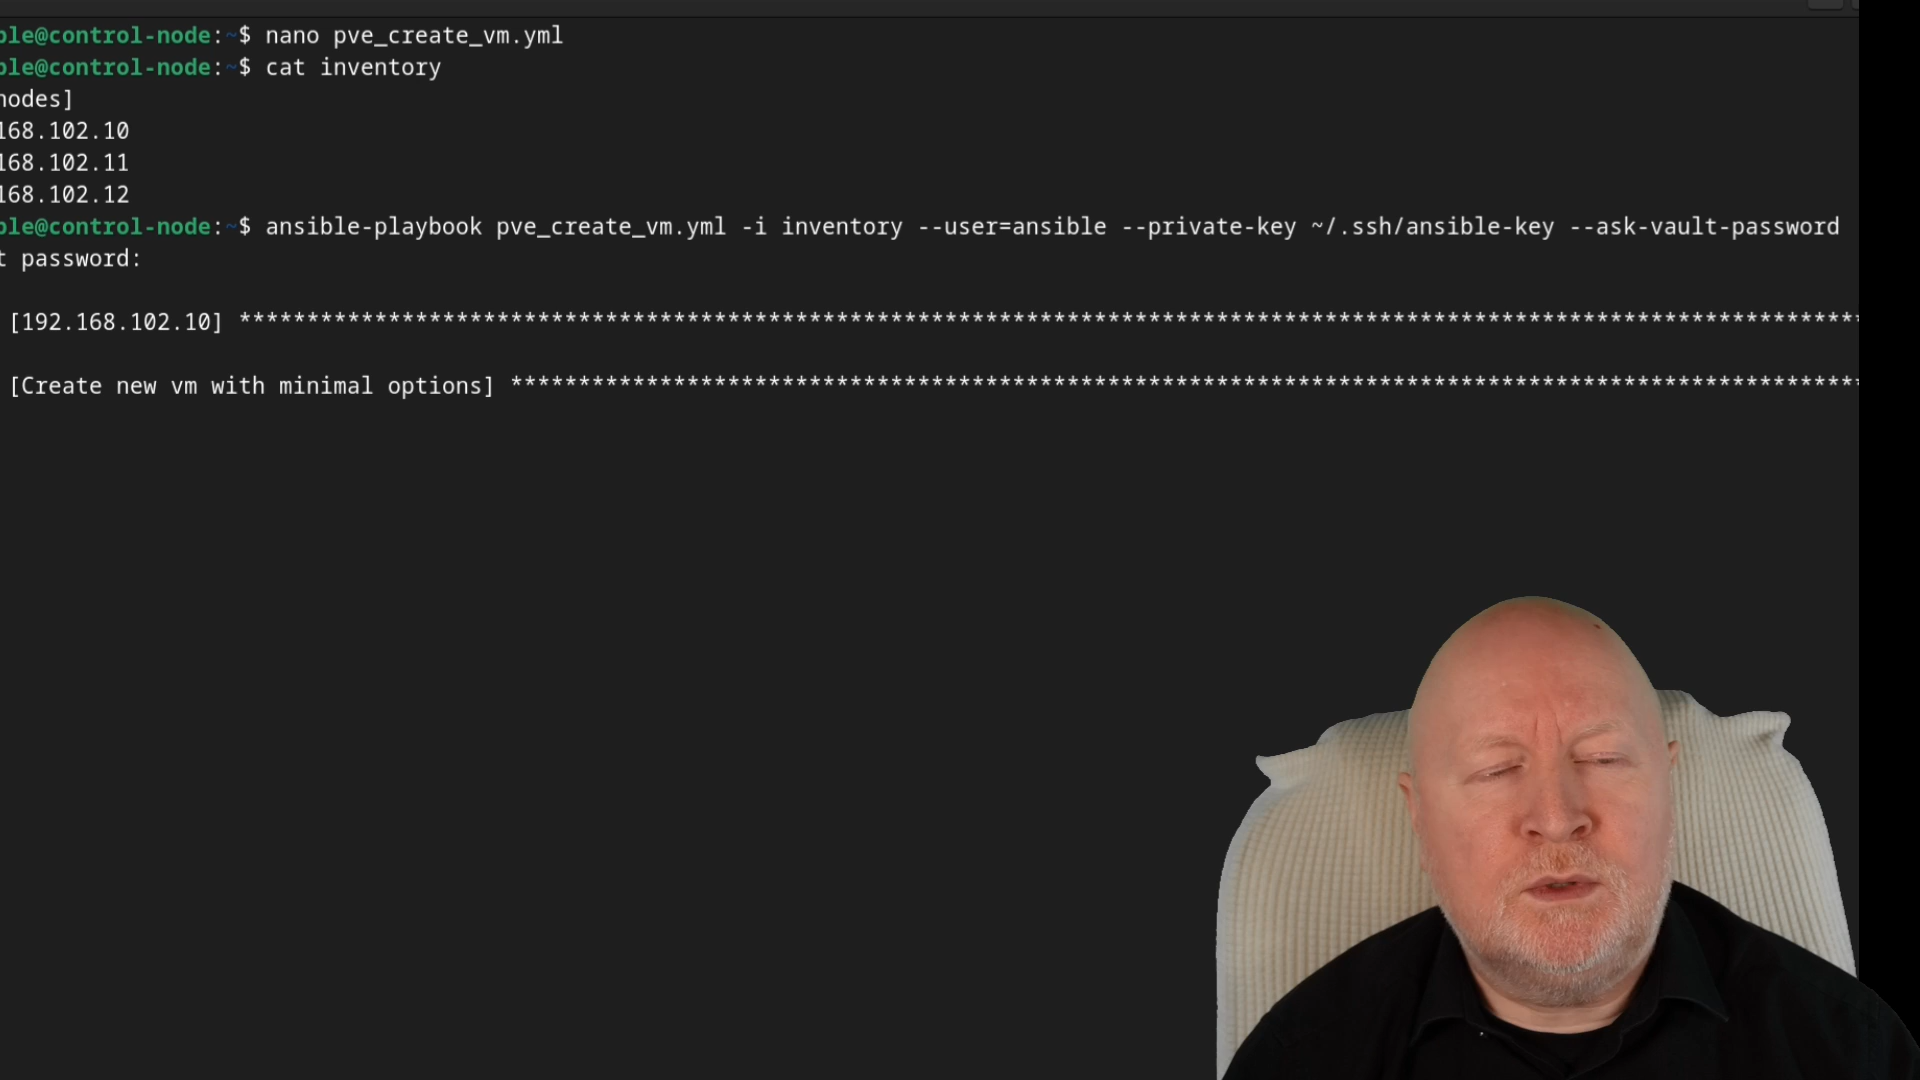 ble@control-node:~$ nano pve_create_vm.yml
ble@control-node:~$ cat inventory
nodes]
168.102.10
168.102.11
168.102.12
ble@control-node:~$ ansible-playbook pve_create_vm.yml -i inventory --user=ansible --private-key ~/.ssh/ansible-key --ask-vault-password
t password:
[192.168.102.10] ************************************************************************************************************************
[Create new vm with minimal options] ****************************************************************************************************